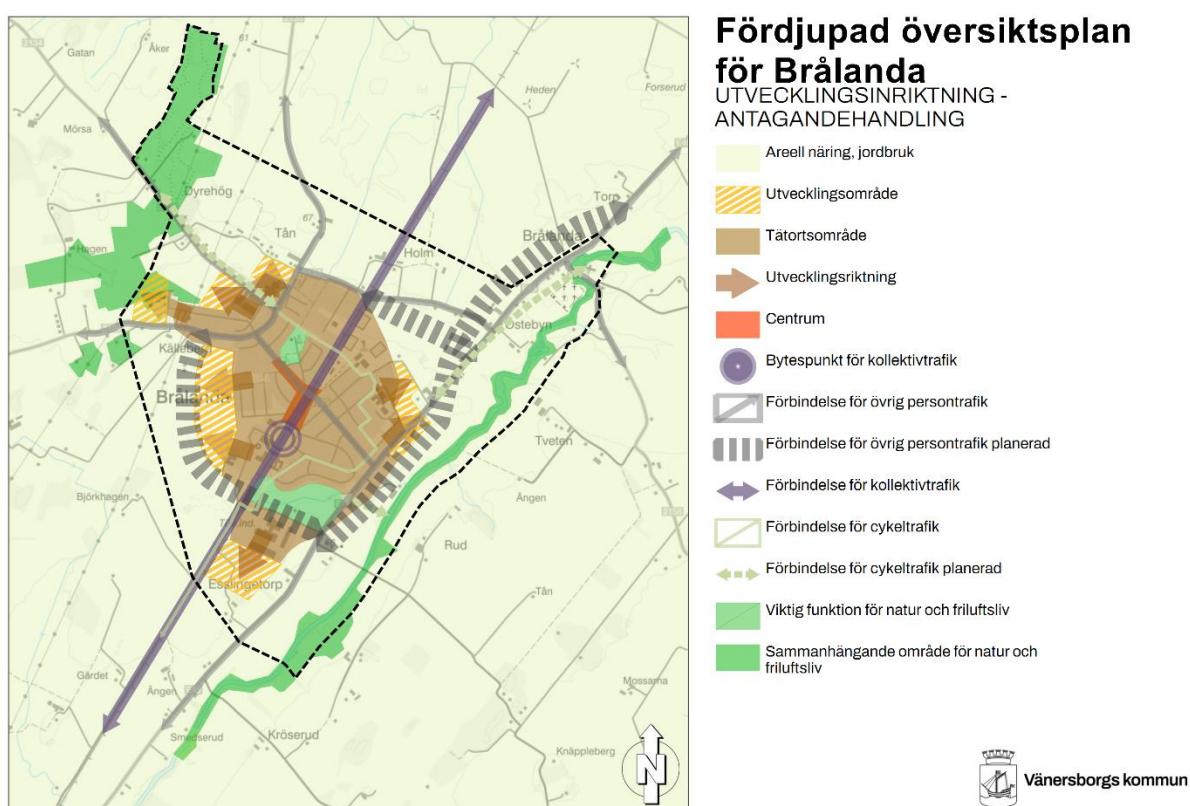 Fördjupad översiktsplan
för Brålanda
UTVECKLINGSINRIKTNING -
ANTAGANDEHANDLING
Areell näring, jordbruk
Utvecklingsområde
Tätortsområde
Utvecklingsriktning
Centrum
Bytespunkt för kollektivtrafik
Förbindelse för övrig persontrafik
Förbindelse för övrig persontrafik planerad
Förbindelse för kollektivtrafik
Förbindelse för cykeltrafik
Förbindelse för cykeltrafik planerad
Viktig funktion för natur och friluftsliv
Sammanhängande område för natur och
friluftsliv
Vänersborgs kommun
Gatan
Åker
61
Heden
Forserud
Mörsa
Dyrehög
Torp
Hagen
Tån
67
Holm
Brålanda
Östebyn
Brålanda
Tveten
Björkhagen
Ängen
Rud
Tån
Esslingetorp
Gärdet
Ängen
Mossarna
Smedserud
Kröserud
Knäppleberg
N